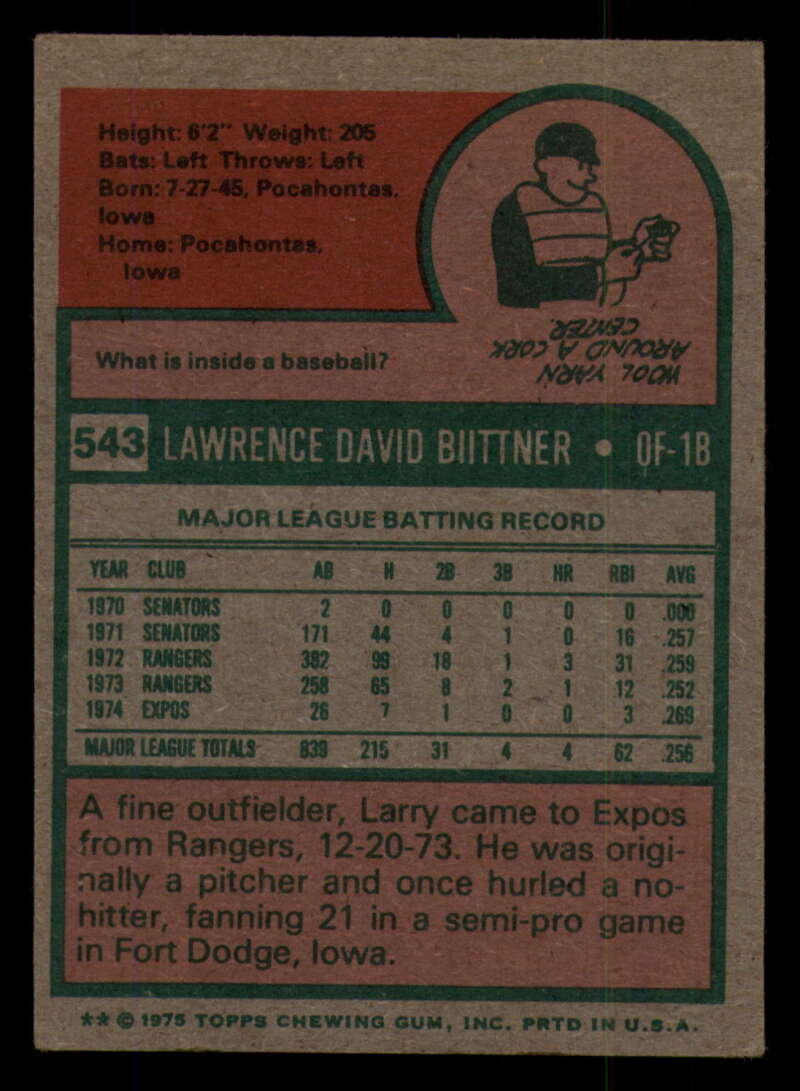 Height: 6'2" Weight: 205
Bats: Left Throws: Left
Born: 7-27-45, Pocahontas,
Iowa
Home: Pocahontas,
Iowa
What is inside a baseball?
WOOL YARN
AROUND A CORK
CENTER.
543 LAWRENCE DAVID BIITTNER • OF-1B
MAJOR LEAGUE BATTING RECORD
YEAR CLUB AB H 2B 3B HR RBI AVG
1970 SENATORS 2 0 0 0 0 0 .000
1971 SENATORS 171 44 4 1 0 16 .257
1972 RANGERS 382 99 18 1 3 31 .259
1973 RANGERS 258 65 8 2 1 12 .252
1974 EXPOS 26 7 1 0 0 3 .269
MAJOR LEAGUE TOTALS 839 215 31 4 4 62 .256
A fine outfielder, Larry came to Expos
from Rangers, 12-20-73. He was origi-
nally a pitcher and once hurled a no-
hitter, fanning 21 in a semi-pro game
in Fort Dodge, Iowa.
** © 1975 TOPPS CHEWING GUM, INC. PRTD IN U.S.A.